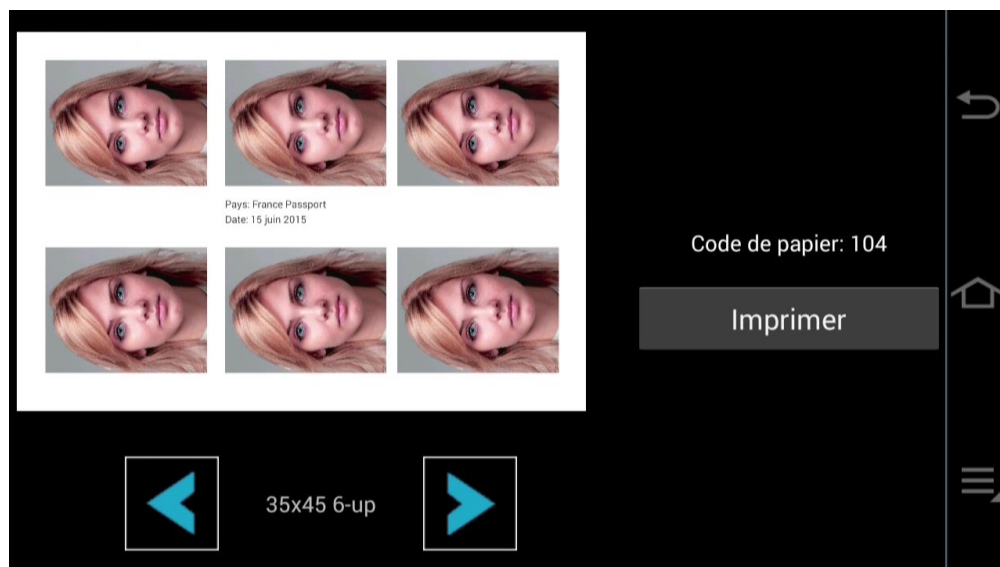 Pays: France Passport
Date: 15 juin 2015
Code de papier: 104
Imprimer
35x45 6-up